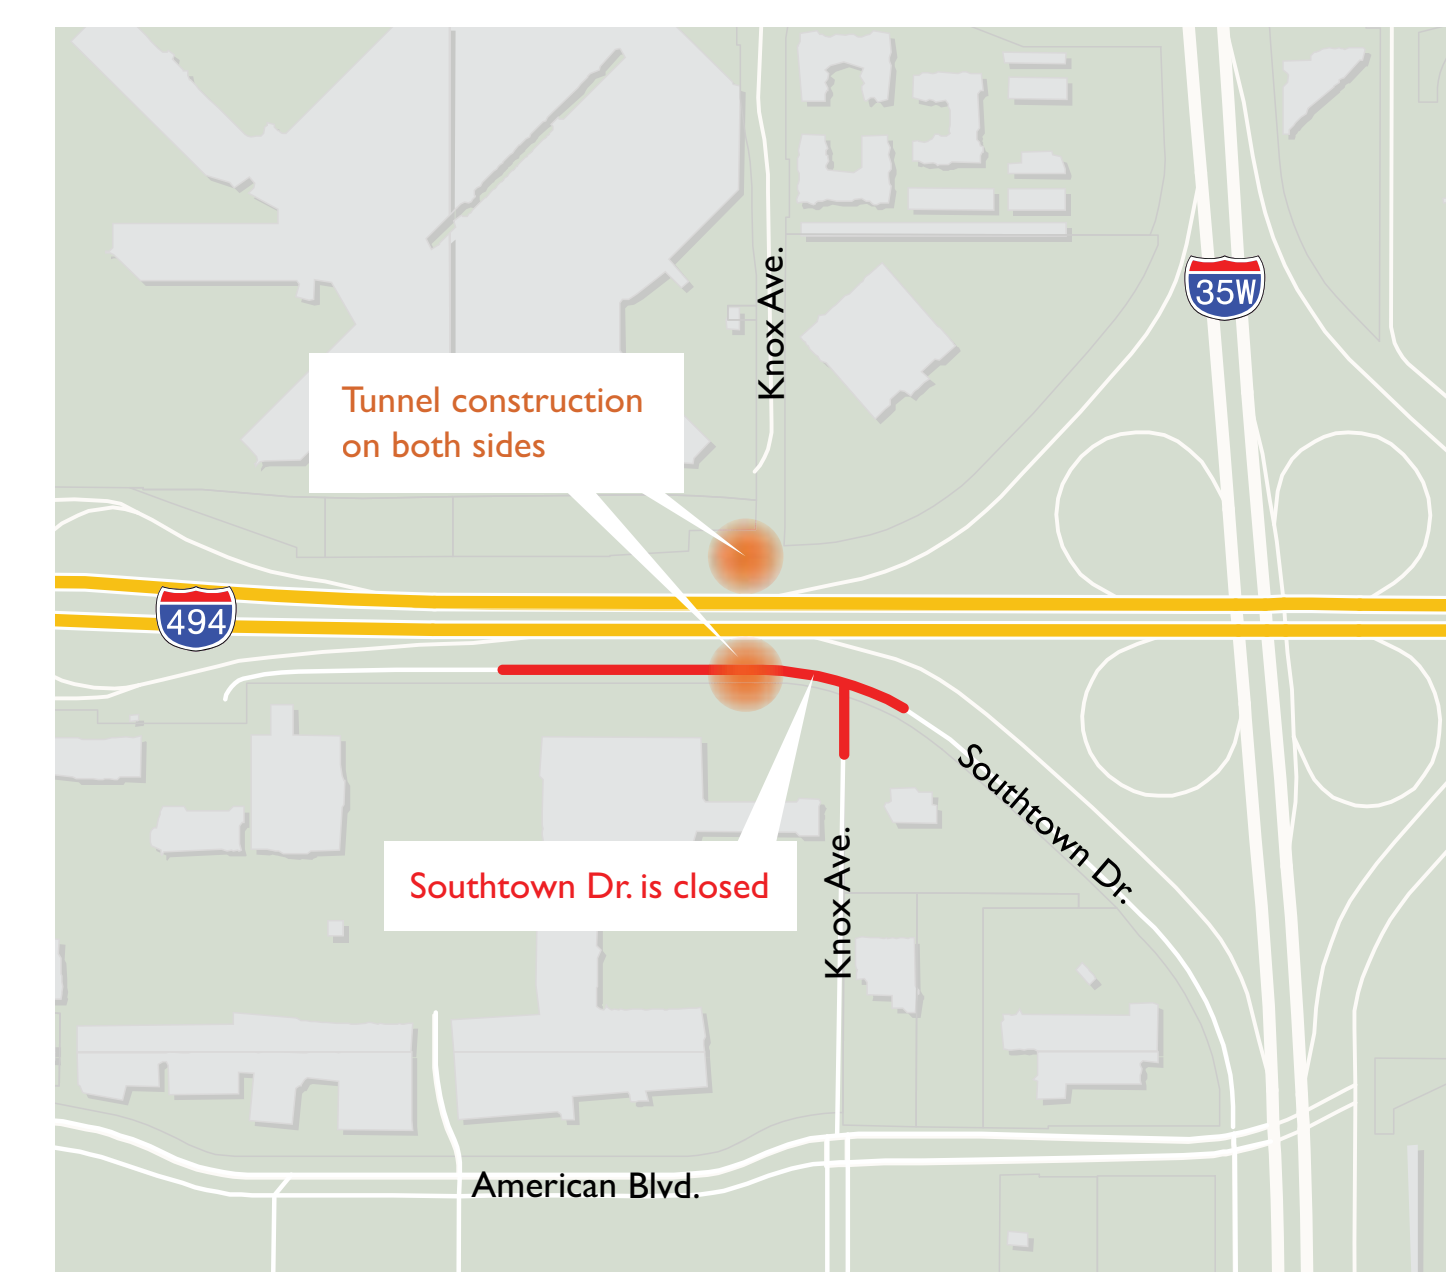 Knox Ave.
35W
Tunnel construction
on both sides
494
Southtown Dr.
Southtown Dr. is closed
Knox Ave.
American Blvd.